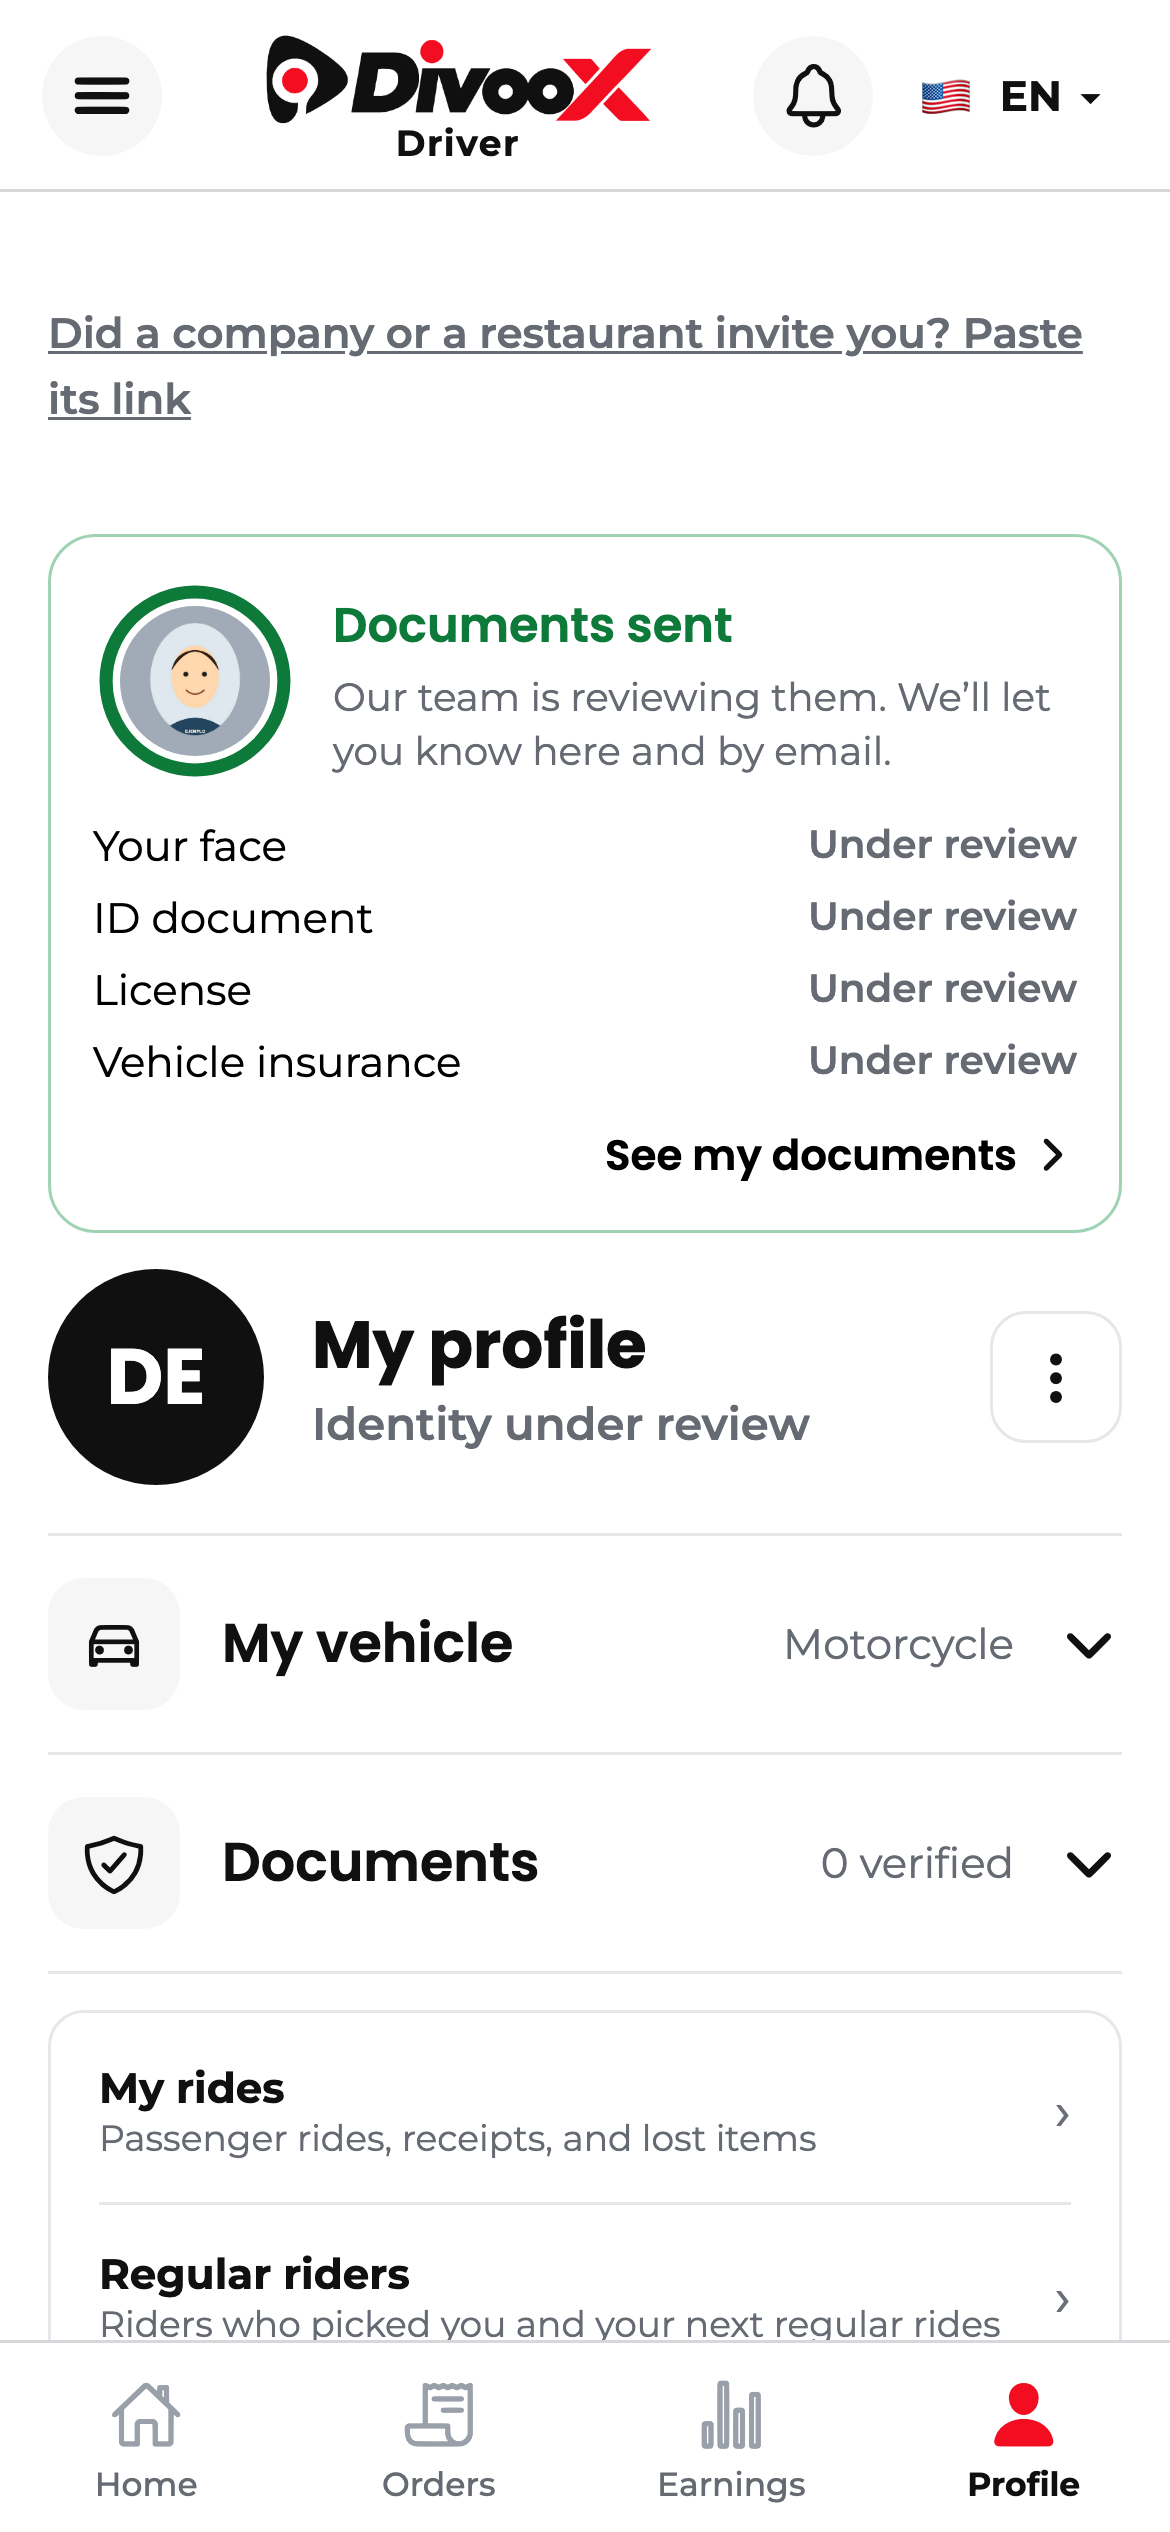 DivooX
Driver
🇺🇸 EN
Did a company or a restaurant invite you? Paste
its link
Documents sent
Our team is reviewing them. We’ll let
you know here and by email.
EJEMPLO
Your face Under review
ID document Under review
License Under review
Vehicle insurance Under review
See my documents
DE
My profile
Identity under review
My vehicle Motorcycle
Documents 0 verified
My rides
Passenger rides, receipts, and lost items
Regular riders
Riders who picked you and your next regular rides
Home Orders Earnings Profile